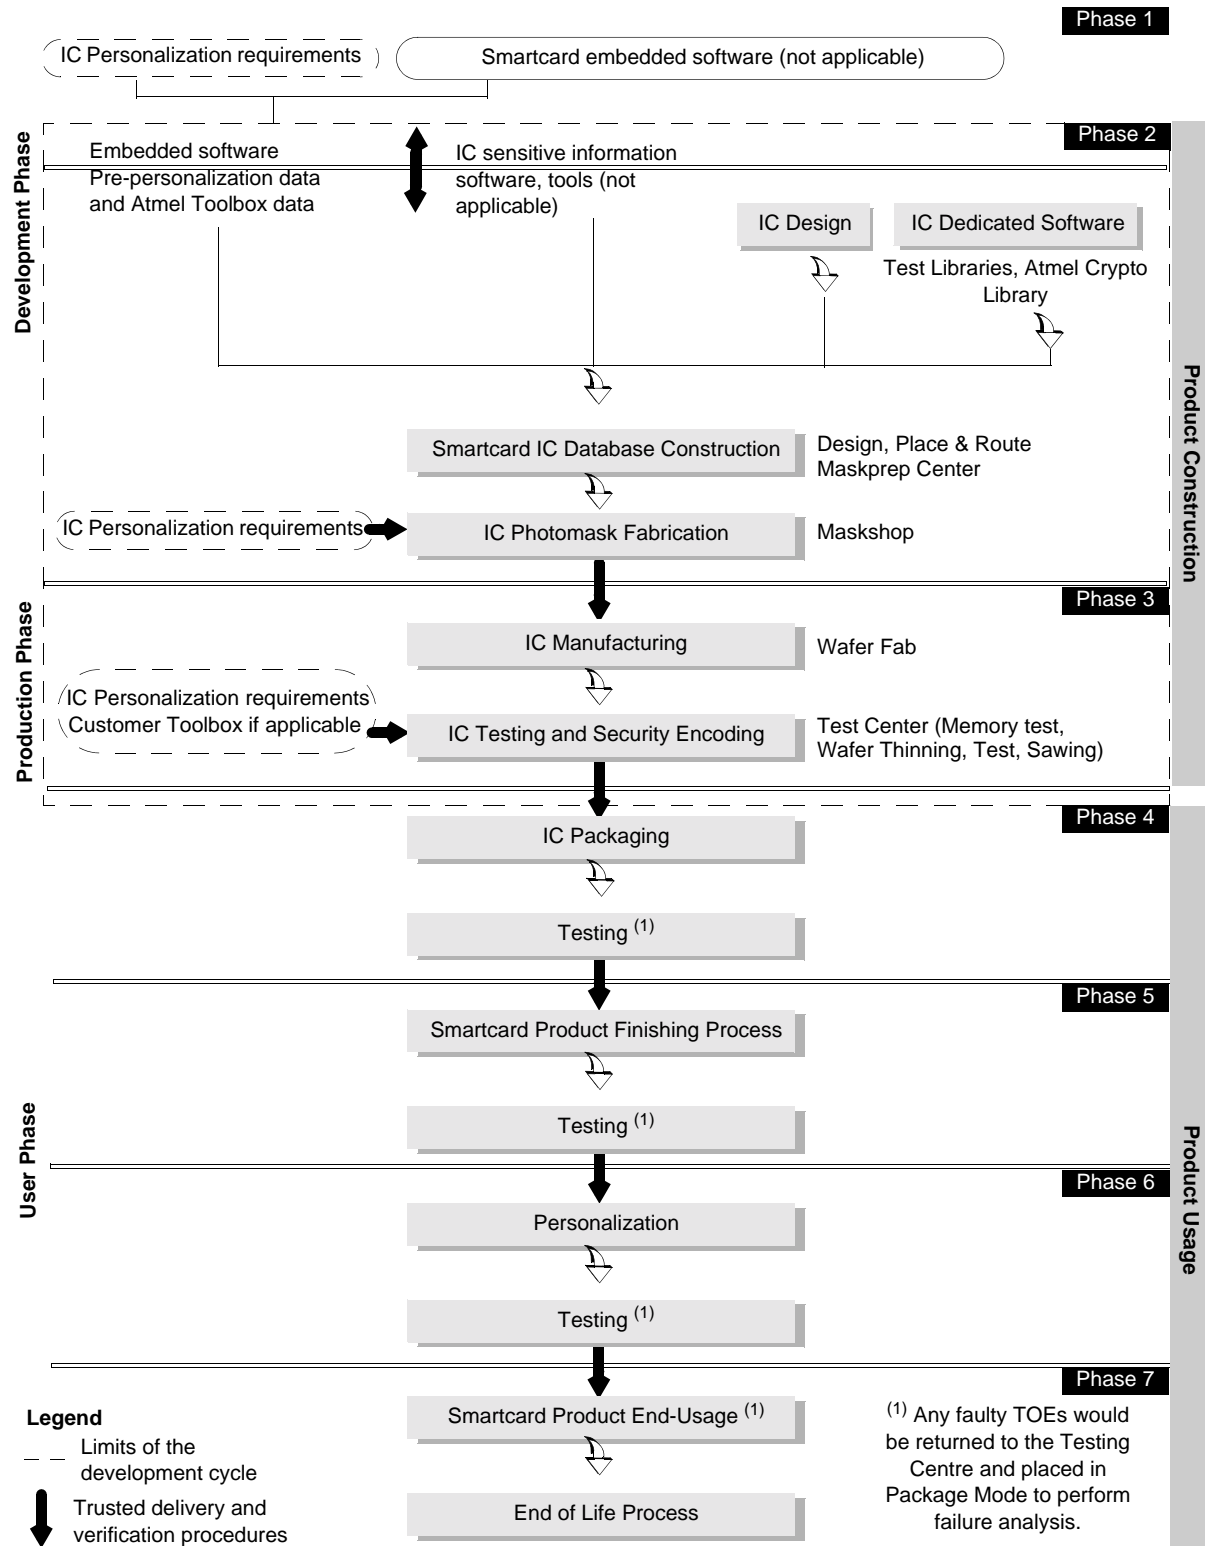 Phase 1
IC Personalization requirements
Smartcard embedded software (not applicable)
Development Phase
Phase 2
Product Construction
Embedded software
Pre-personalization data
and Atmel Toolbox data
IC sensitive information
software, tools (not
applicable)
IC Design
IC Dedicated Software
Test Libraries, Atmel Crypto
Library
Smartcard IC Database Construction
Design, Place & Route
Maskprep Center
IC Personalization requirements
IC Photomask Fabrication
Maskshop
Production Phase
Phase 3
IC Manufacturing
Wafer Fab
IC Personalization requirements
Customer Toolbox if applicable
IC Testing and Security Encoding
Test Center (Memory test,
Wafer Thinning, Test, Sawing)
Phase 4
IC Packaging
Testing (1)
User Phase
Product Usage
Phase 5
Smartcard Product Finishing Process
Testing (1)
Phase 6
Personalization
Testing (1)
Phase 7
Smartcard Product End-Usage (1)
End of Life Process
(1) Any faulty TOEs would
be returned to the Testing
Centre and placed in
Package Mode to perform
failure analysis.
Legend
Limits of the
development cycle
Trusted delivery and
verification procedures